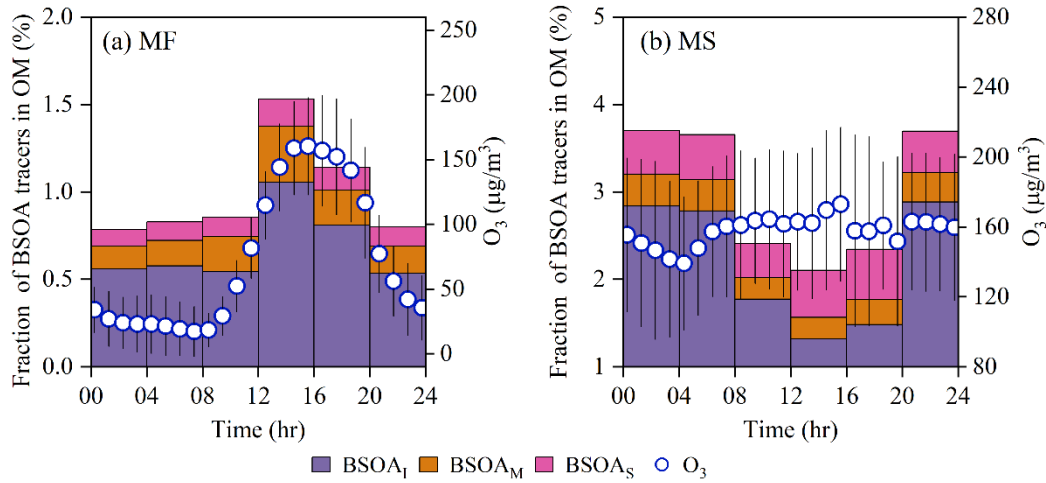 (a) MF
Fraction of BSOA tracers in OM (%)
2.0
1.5
1.0
0.5
0.0
250
200
150
100
50
0
O₃ (μg/m³)
00 04 08 12 16 20 24
Time (hr)
(b) MS
Fraction of BSOA tracers in OM (%)
5
4
3
2
1
280
240
200
160
120
80
O₃ (μg/m³)
00 04 08 12 16 20 24
Time (hr)
BSOA_I BSOA_M BSOA_S O₃